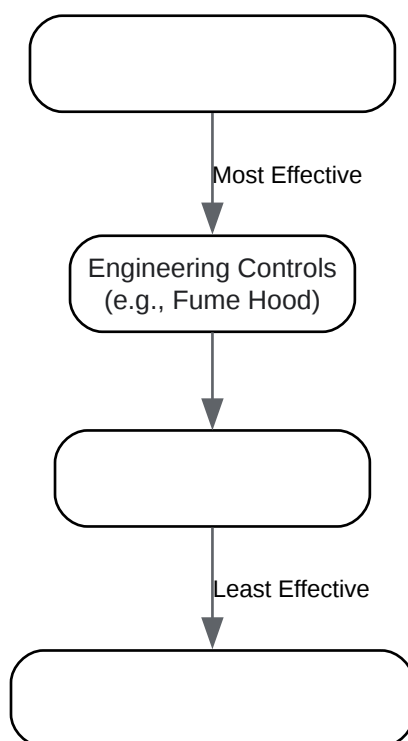 Most Effective
Engineering Controls
(e.g., Fume Hood)
Least Effective